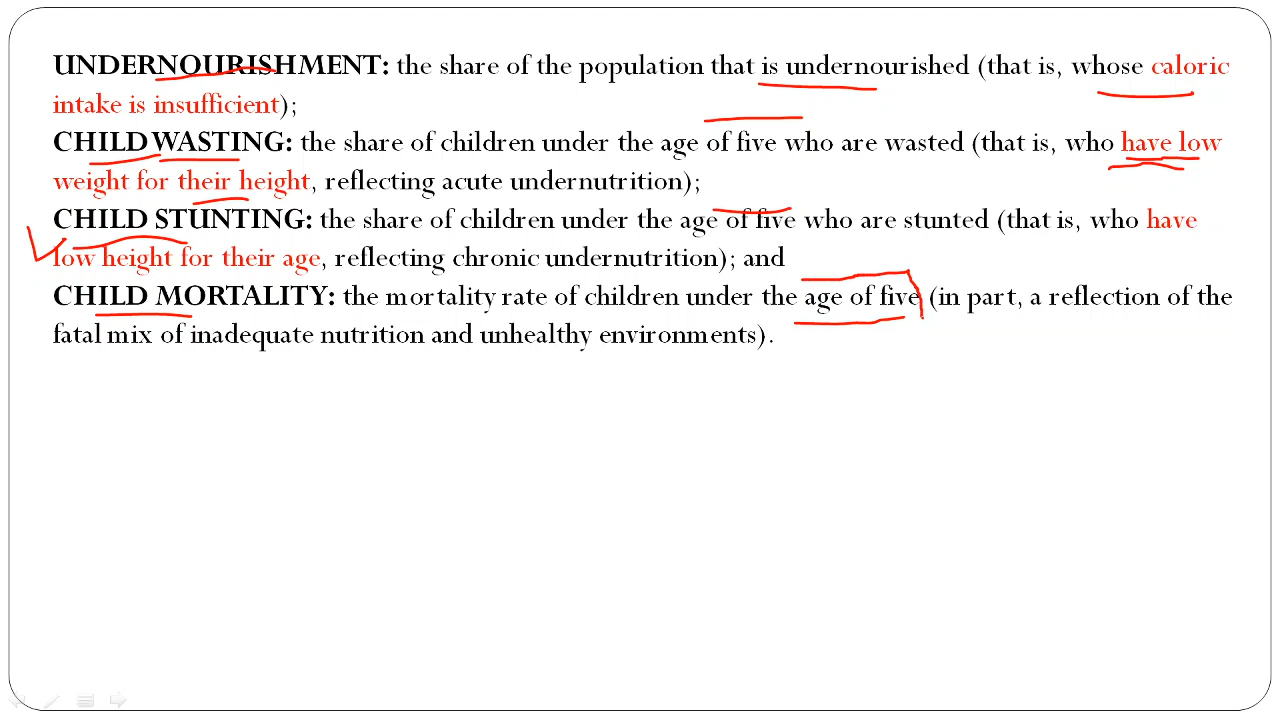 UNDERNOURISHMENT: the share of the population that is undernourished (that is, whose caloric
intake is insufficient);
CHILD WASTING: the share of children under the age of five who are wasted (that is, who have low
weight for their height, reflecting acute undernutrition);
CHILD STUNTING: the share of children under the age of five who are stunted (that is, who have
low height for their age, reflecting chronic undernutrition); and
CHILD MORTALITY: the mortality rate of children under the age of five (in part, a reflection of the
fatal mix of inadequate nutrition and unhealthy environments).